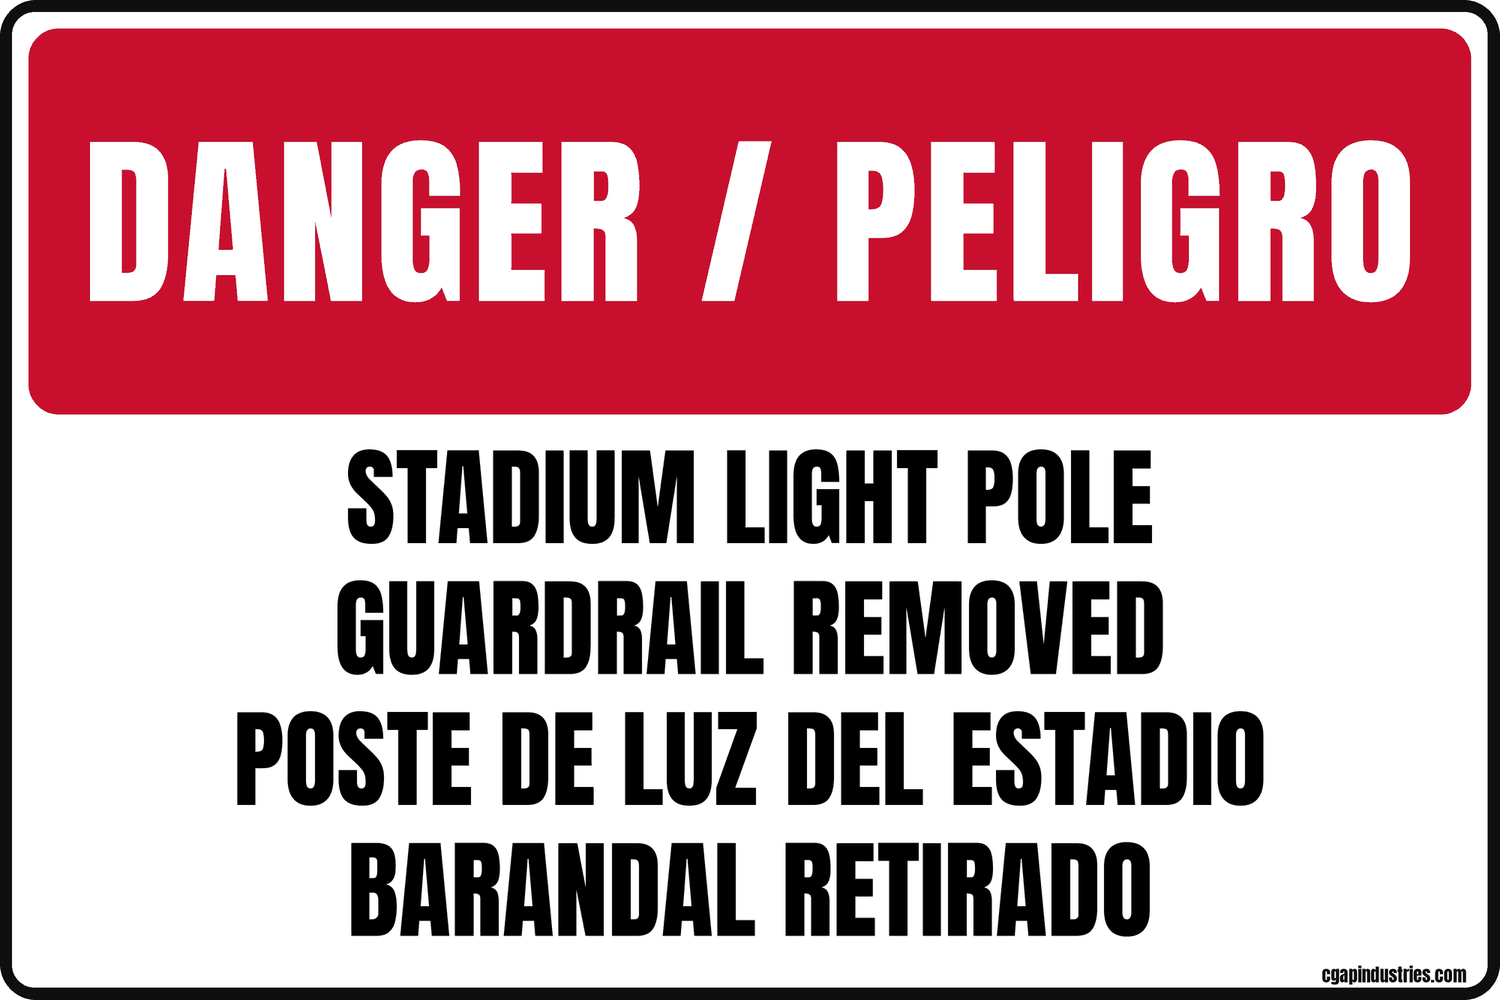 DANGER / PELIGRO
STADIUM LIGHT POLE
GUARDRAIL REMOVED
POSTE DE LUZ DEL ESTADIO
BARANDAL RETIRADO
cgapindustries.com